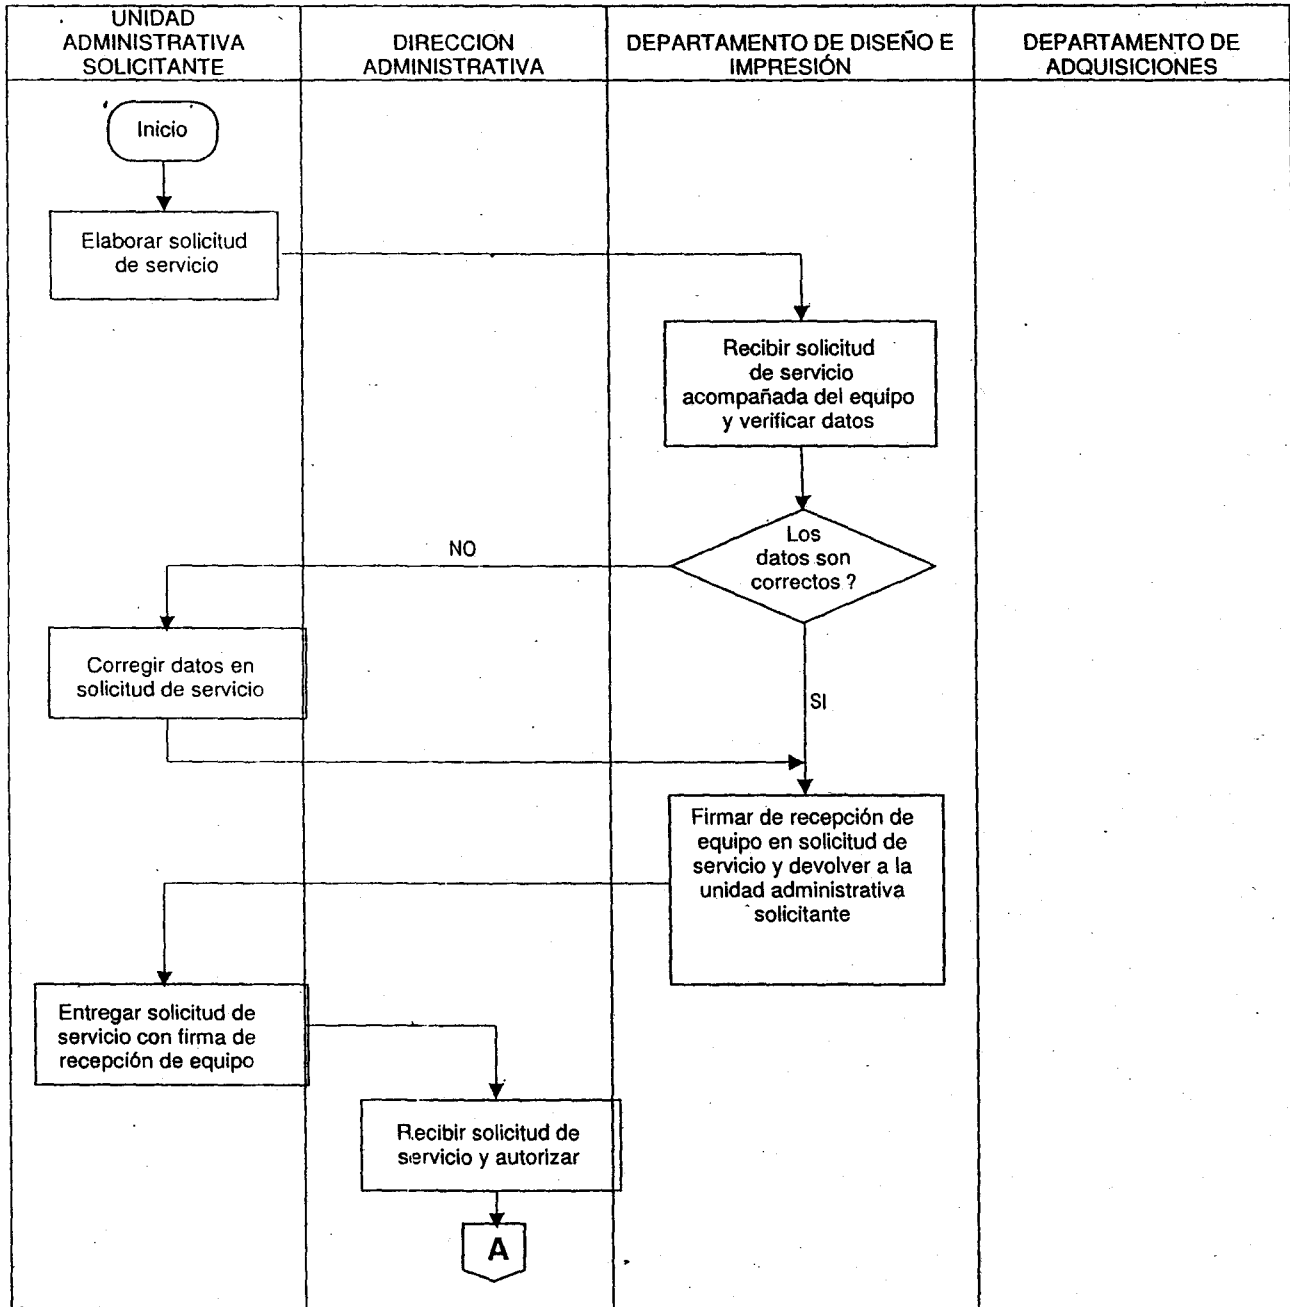 UNIDAD
ADMINISTRATIVA
SOLICITANTE
DIRECCION
ADMINISTRATIVA
DEPARTAMENTO DE DISEÑO E
IMPRESIÓN
DEPARTAMENTO DE
ADQUISICIONES
Inicio
Elaborar solicitud
de servicio
Recibir solicitud
de servicio
acompañada del equipo
y verificar datos
Los
datos son
correctos ?
NO
Corregir datos en
solicitud de servicio
SI
Firmar de recepción de
equipo en solicitud de
servicio y devolver a la
unidad administrativa
solicitante
Entregar solicitud de
servicio con firma de
recepción de equipo
Recibir solicitud de
servicio y autorizar
A